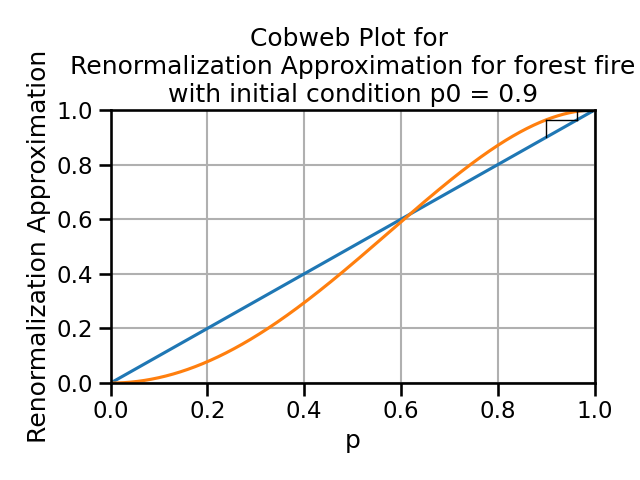 Cobweb Plot for
Renormalization Approximation for forest fire
with initial condition p0 = 0.9
Renormalization Approximation
1.0
0.8
0.6
0.4
0.2
0.0
0.0 0.2 0.4 0.6 0.8 1.0
p